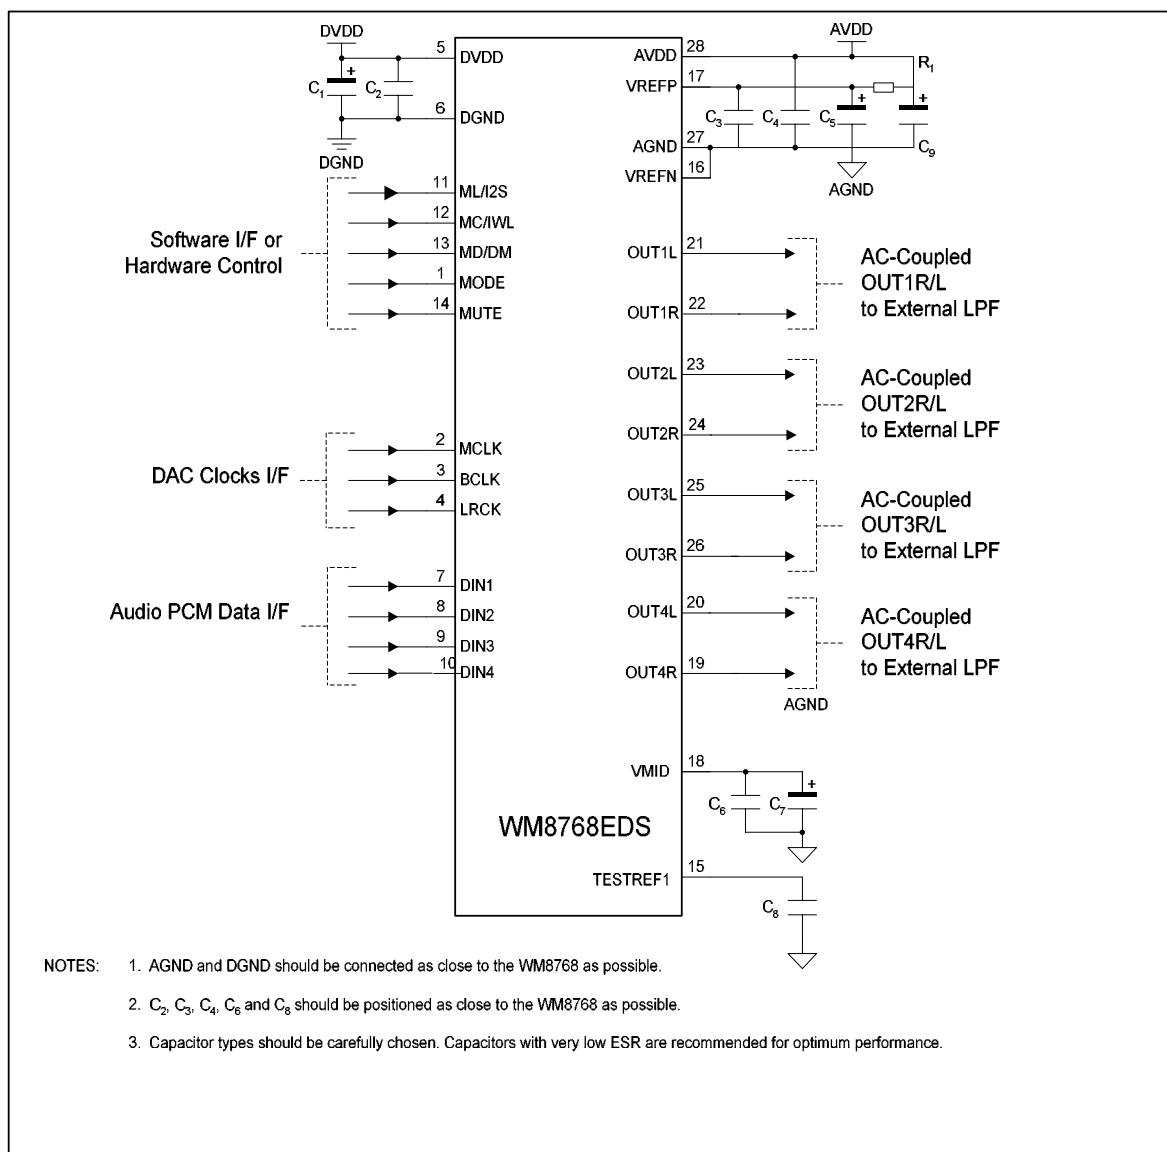 DVDD
5
DVDD
+
C1
C2
6
DGND
DGND
AVDD
28
AVDD
R1
17
VREFP
+
+
C3
C4
C5
C9
27
AGND
16
VREFN
AGND
Software I/F or
Hardware Control
11
ML/I2S
12
MC/IWL
13
MD/DM
1
MODE
14
MUTE
OUT1L
21
OUT1R
22
AC-Coupled
OUT1R/L
to External LPF
OUT2L
23
OUT2R
24
AC-Coupled
OUT2R/L
to External LPF
DAC Clocks I/F
2
MCLK
3
BCLK
4
LRCK
OUT3L
25
OUT3R
26
AC-Coupled
OUT3R/L
to External LPF
Audio PCM Data I/F
7
DIN1
8
DIN2
9
DIN3
10
DIN4
OUT4L
20
OUT4R
19
AC-Coupled
OUT4R/L
to External LPF
AGND
VMID
18
+
C6
C7
WM8768EDS
TESTREF1
15
C8
NOTES: 1. AGND and DGND should be connected as close to the WM8768 as possible.
2. C2, C3, C4, C6 and C8 should be positioned as close to the WM8768 as possible.
3. Capacitor types should be carefully chosen. Capacitors with very low ESR are recommended for optimum performance.